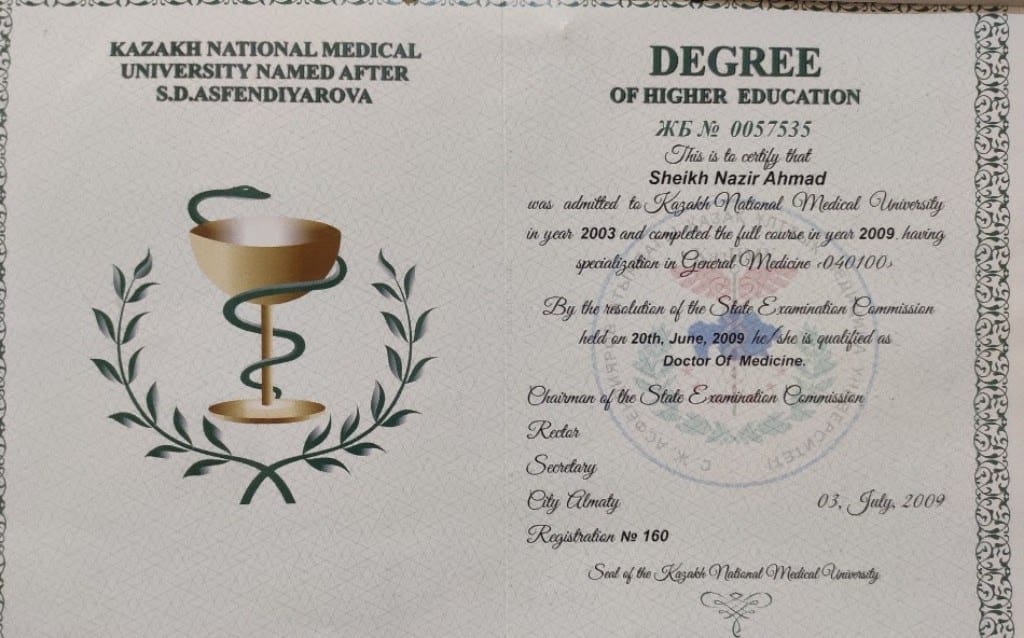 KAZAKH NATIONAL MEDICAL
UNIVERSITY NAMED AFTER
S.D.ASFENDIYAROVA
DEGREE
OF HIGHER EDUCATION
ЖБ № 0057535
This is to certify that
Sheikh Nazir Ahmad
was admitted to Kazakh National Medical University
in year 2003 and completed the full course in year 2009, having
specialization in General Medicine «040100»
By the resolution of the State Examination Commission
held on 20th, June, 2009 he/she is qualified as
Doctor Of Medicine.
Chairman of the State Examination Commission
Rector
Secretary
City Almaty 03, July, 2009
Registration № 160
Seal of the Kazakh National Medical University